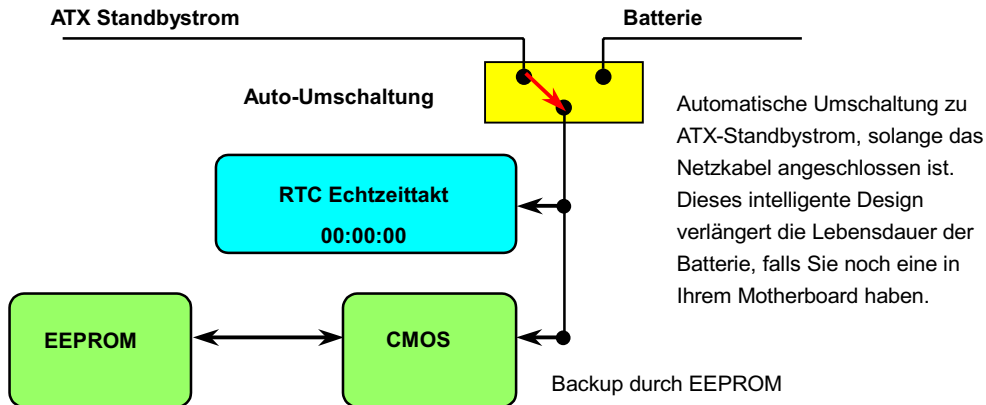 ATX Standbystrom
Batterie
Auto-Umschaltung
Automatische Umschaltung zu
ATX-Standbystrom, solange das
Netzkabel angeschlossen ist.
Dieses intelligente Design
verlängert die Lebensdauer der
Batterie, falls Sie noch eine in
Ihrem Motherboard haben.
RTC Echtzeittakt
00:00:00
EEPROM
CMOS
Backup durch EEPROM